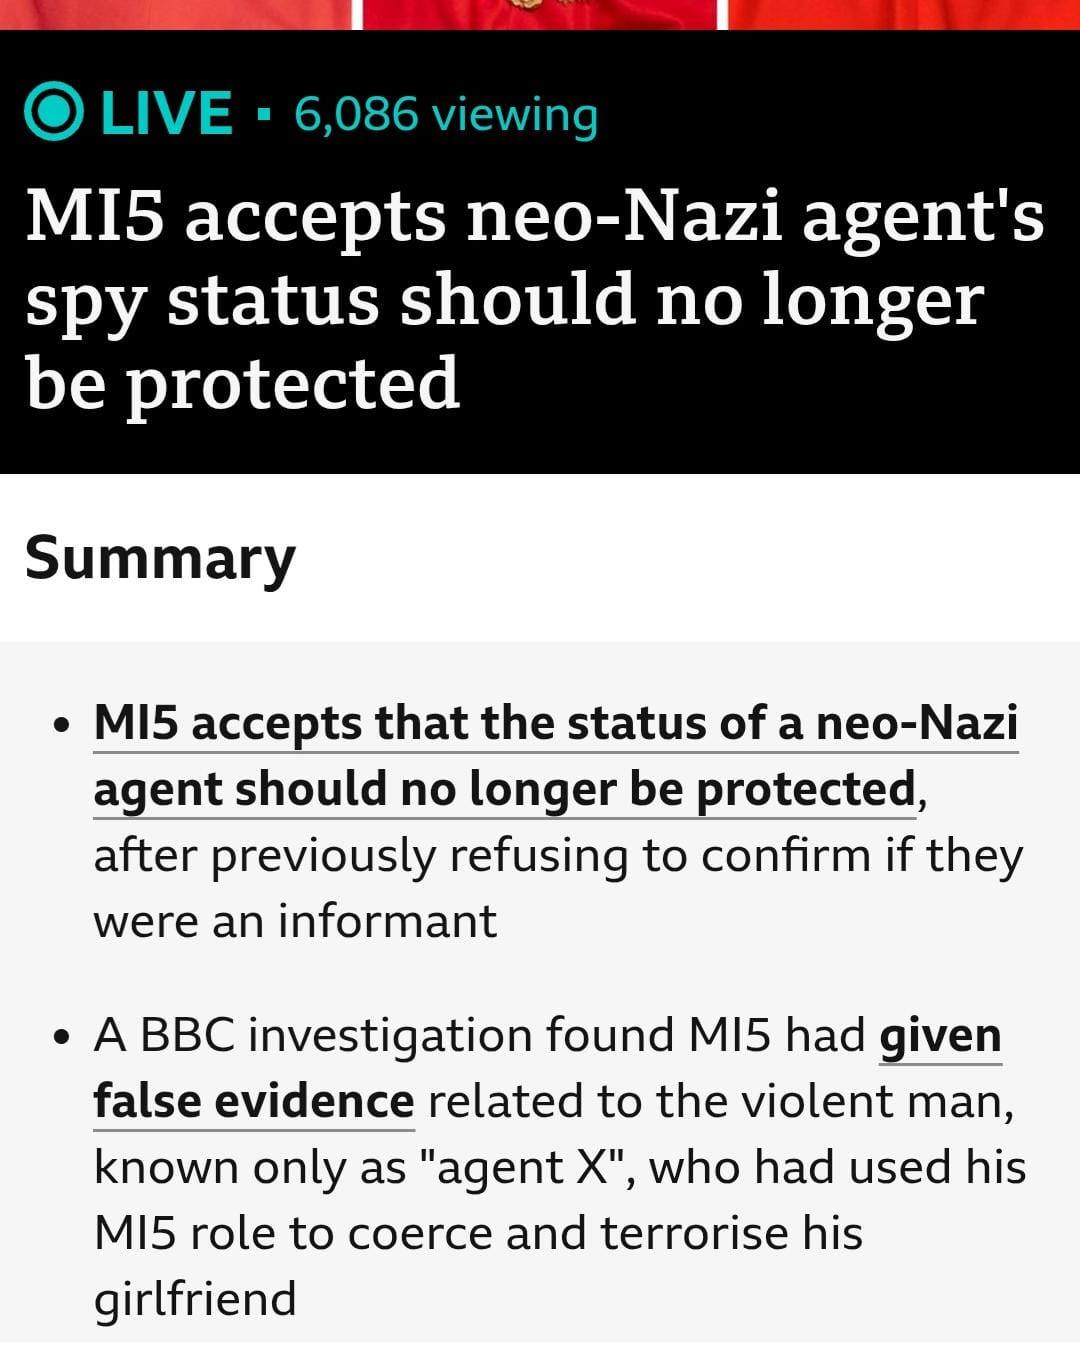 LIVE · 6,086 viewing
MI5 accepts neo-Nazi agent's
spy status should no longer
be protected
Summary
• MI5 accepts that the status of a neo-Nazi
agent should no longer be protected,
after previously refusing to confirm if they
were an informant
• A BBC investigation found MI5 had given
false evidence related to the violent man,
known only as "agent X", who had used his
MI5 role to coerce and terrorise his
girlfriend